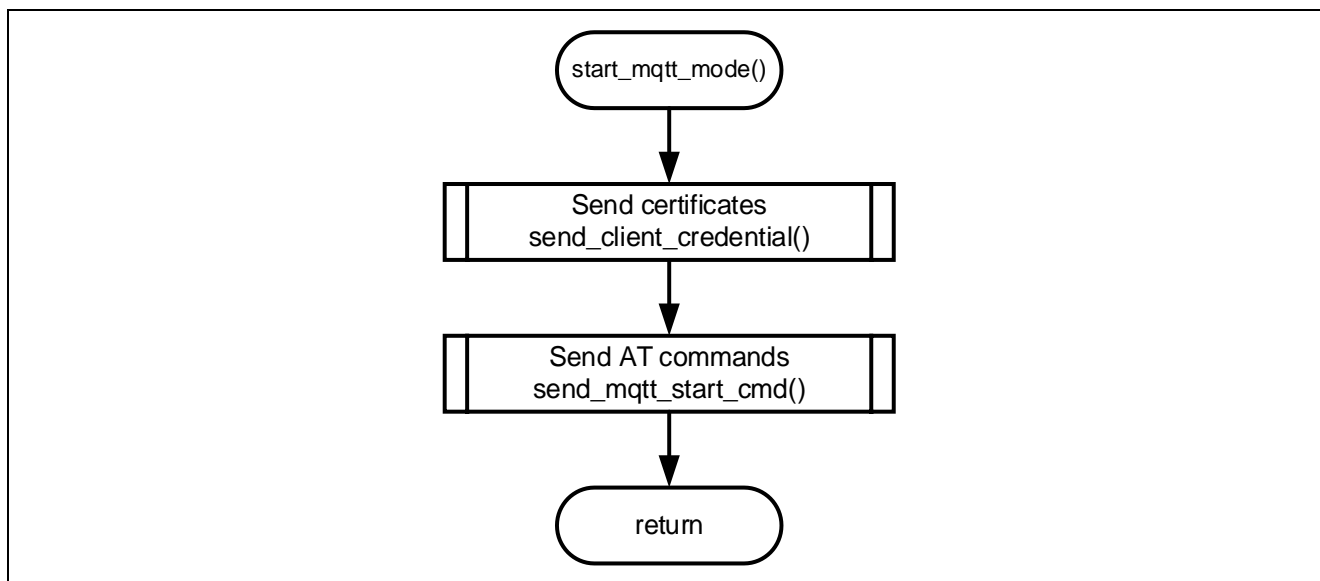 start_mqtt_mode()
Send certificates
send_client_credential()
Send AT commands
send_mqtt_start_cmd()
return